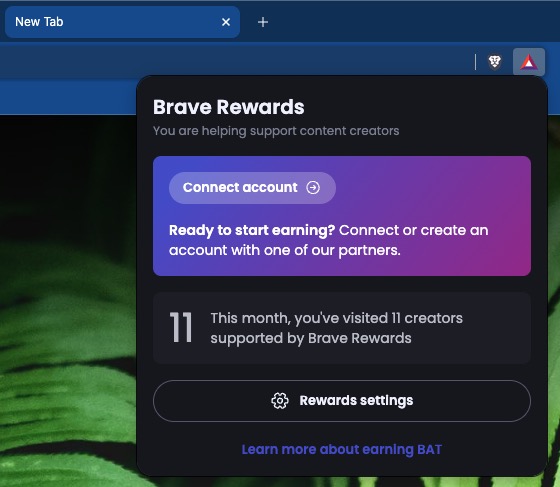 New Tab
Brave Rewards
You are helping support content creators
Connect account
Ready to start earning? Connect or create an
account with one of our partners.
11
This month, you've visited 11 creators
supported by Brave Rewards
Rewards settings
Learn more about earning BAT